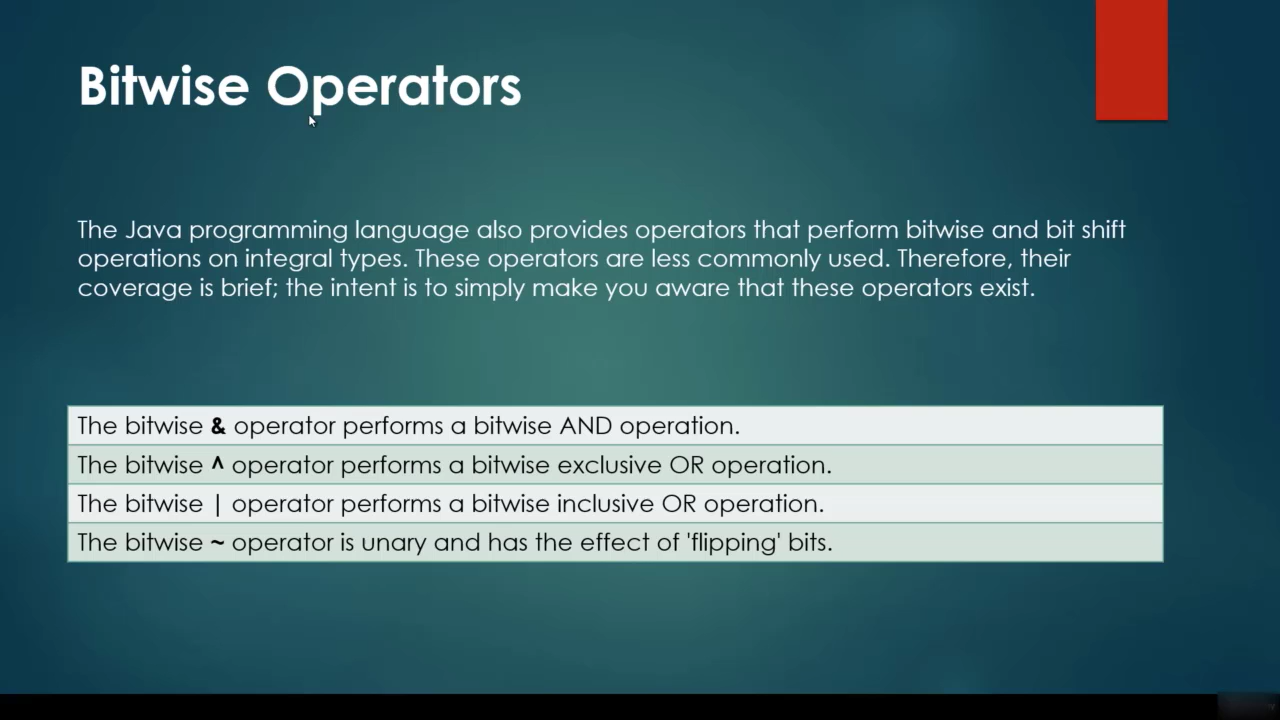 Bitwise Operators
The Java programming language also provides operators that perform bitwise and bit shift
operations on integral types. These operators are less commonly used. Therefore, their
coverage is brief; the intent is to simply make you aware that these operators exist.
The bitwise & operator performs a bitwise AND operation.
The bitwise ^ operator performs a bitwise exclusive OR operation.
The bitwise | operator performs a bitwise inclusive OR operation.
The bitwise ~ operator is unary and has the effect of 'flipping' bits.